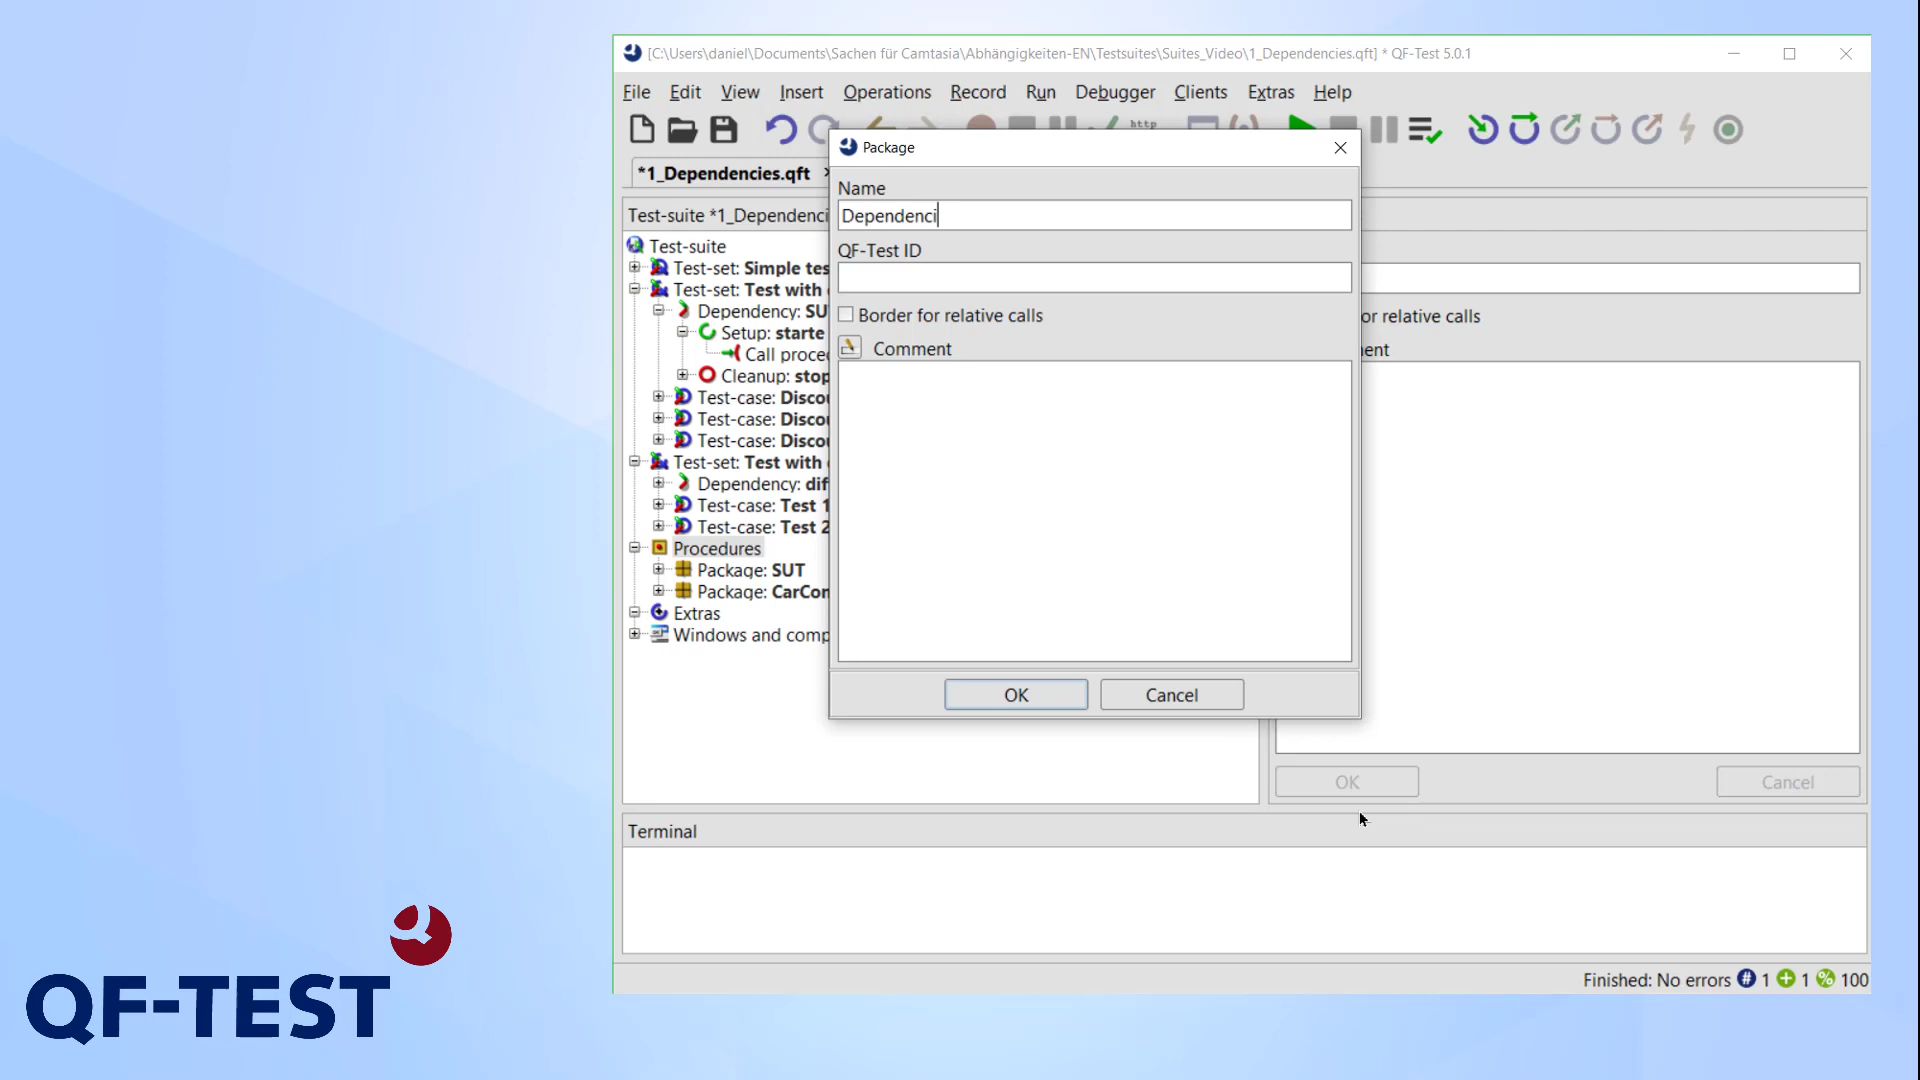 [C:\Users\daniel\Documents\Sachen für Camtasia\Abhängigkeiten-EN\Testsuites\Suites_Video\1_Dependencies.qft] * QF-Test 5.0.1
File Edit View Insert Operations Record Run Debugger Clients Extras Help
http
*1_Dependencies.qft
Package
Name
Dependenci
QF-Test ID
Border for relative calls
Comment
OK Cancel
Test-suite *1_Dependenci
Test-suite
Test-set: Simple tes
Test-set: Test with
Dependency: SU
Setup: starte
Call proce
Cleanup: stop
Test-case: Disco
Test-case: Disco
Test-case: Disco
Test-set: Test with
Dependency: dif
Test-case: Test 1
Test-case: Test 2
Procedures
Package: SUT
Package: CarCon
Extras
Windows and comp
or relative calls
ent
OK Cancel
Terminal
Finished: No errors # 1 + 1 % 100
QF-TEST